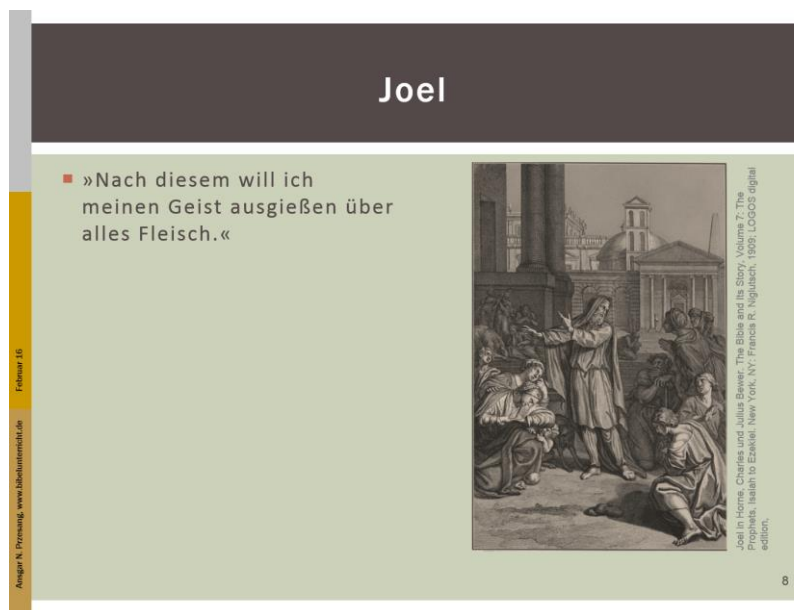 Joel
»Nach diesem will ich
meinen Geist ausgießen über
alles Fleisch.«
Joel in Horne, Charles und Julius Bewer. The Bible and Its Story, Volume 7: The
Prophets, Isaiah to Ezekiel. New York, NY: Francis R. Niglutsch, 1909; LOGOS digital
edition,
Februar 16
Ansgar N. Przesang, www.bibelunterricht.de
8